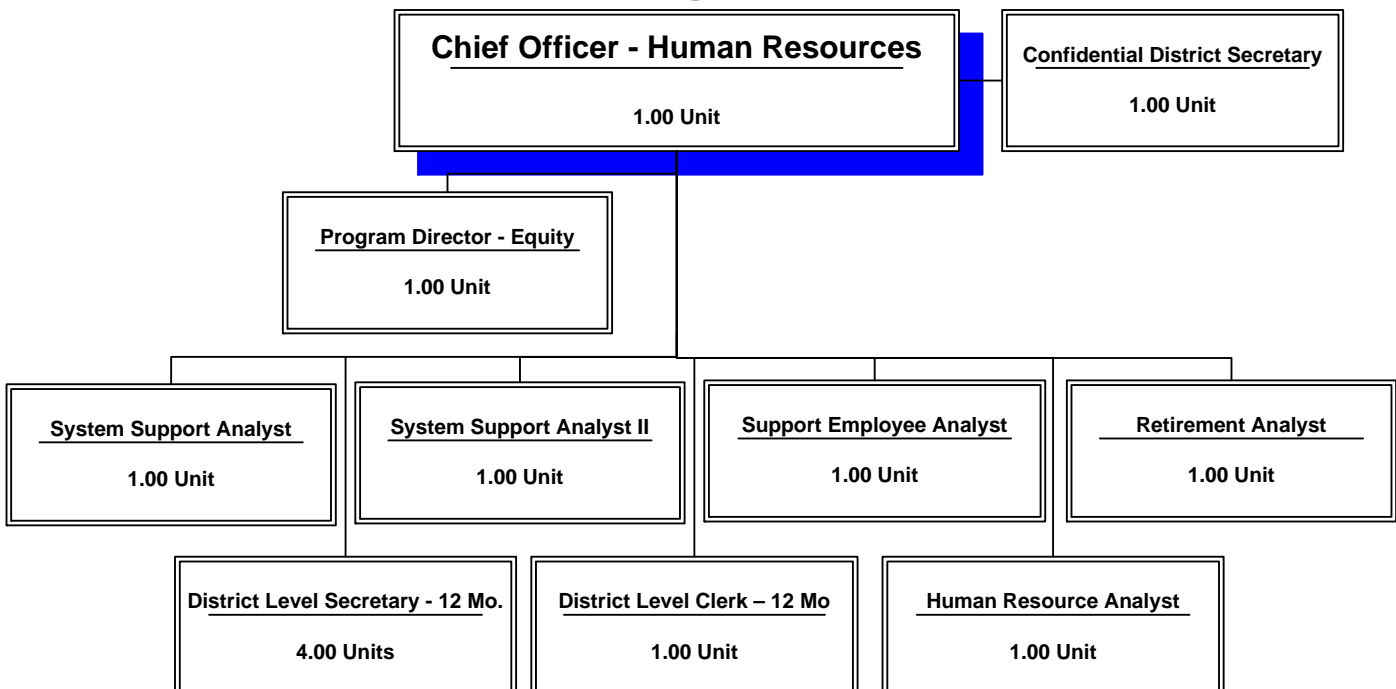 Chief Officer - Human Resources
1.00 Unit
Confidential District Secretary
1.00 Unit
Program Director - Equity
1.00 Unit
System Support Analyst
1.00 Unit
System Support Analyst II
1.00 Unit
Support Employee Analyst
1.00 Unit
Retirement Analyst
1.00 Unit
District Level Secretary - 12 Mo.
4.00 Units
District Level Clerk – 12 Mo
1.00 Unit
Human Resource Analyst
1.00 Unit